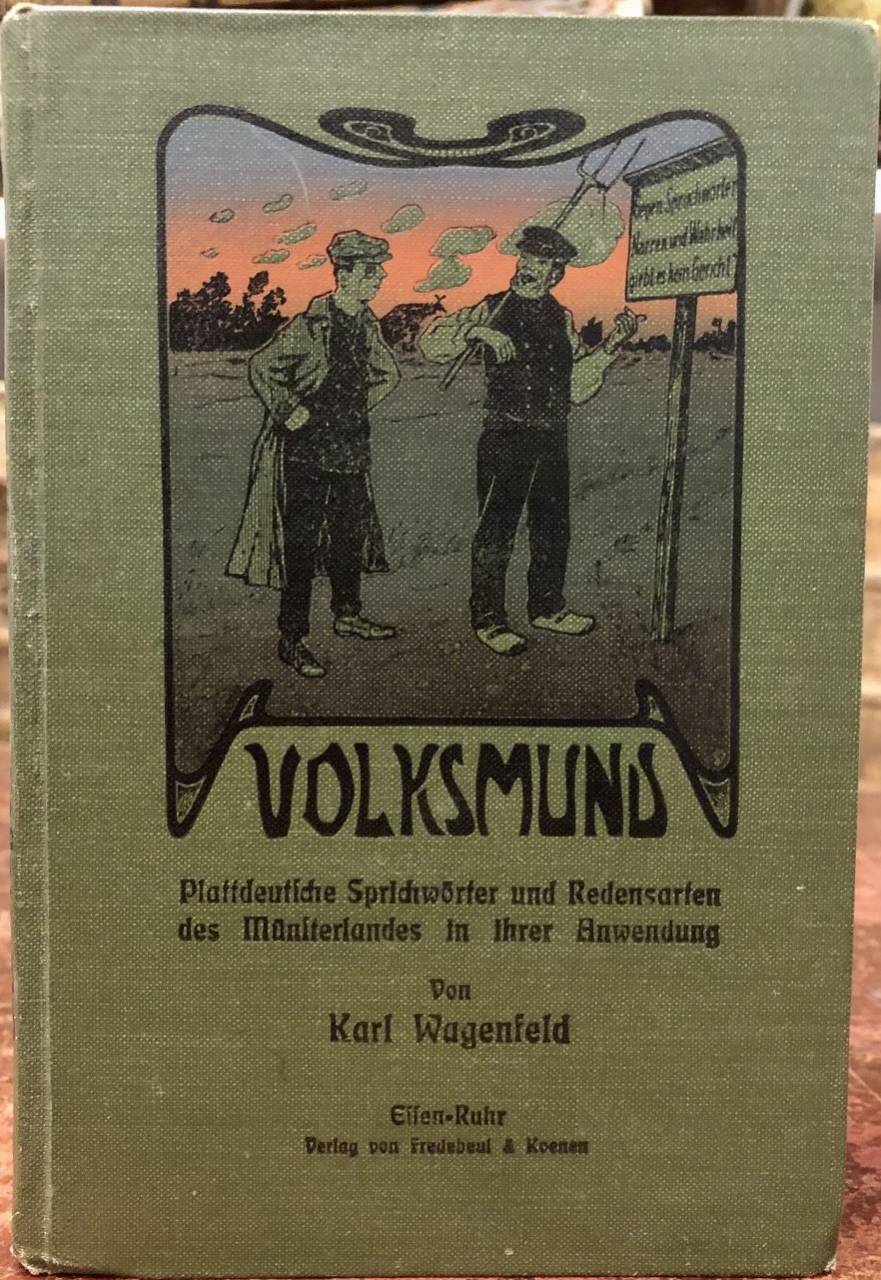 Gegen Sprichwörter
Narren und Wahrheit
giebt es kein Gericht!
VOLKSMUND
Plattdeutſche Sprichwörter und Redensarten
des Münſterlandes in ihrer Anwendung
Von
Karl Wagenfeld
Eſſen-Ruhr
Verlag von Fredebeul & Koenen